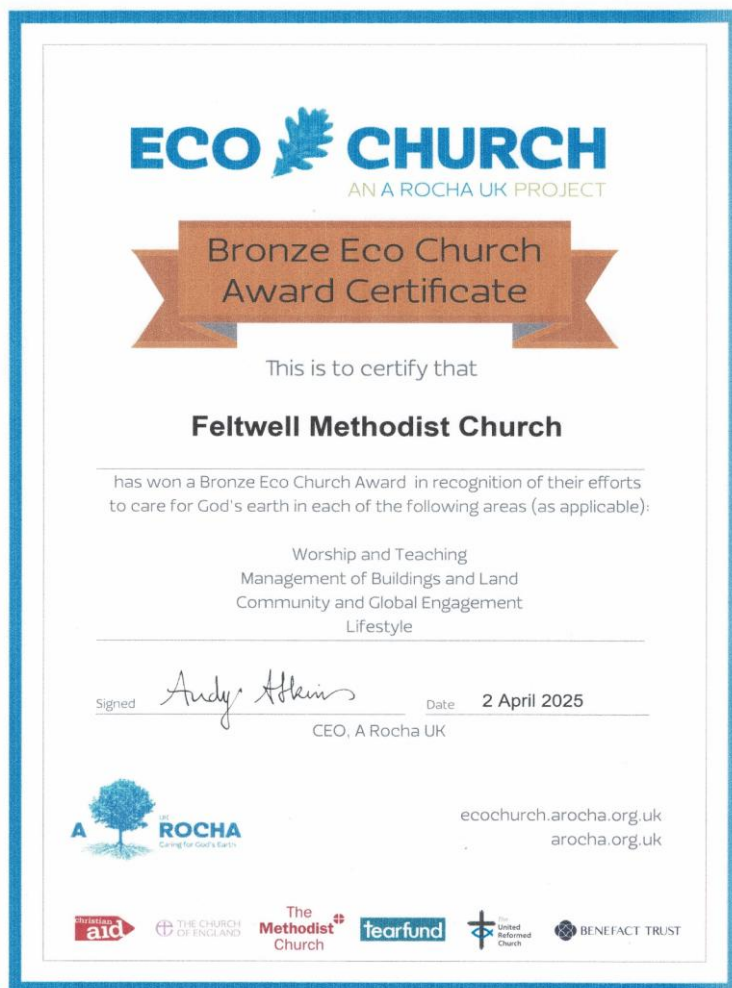 ECO CHURCH
AN A ROCHA UK PROJECT
Bronze Eco Church
Award Certificate
This is to certify that
Feltwell Methodist Church
has won a Bronze Eco Church Award in recognition of their efforts
to care for God's earth in each of the following areas (as applicable):
Worship and Teaching
Management of Buildings and Land
Community and Global Engagement
Lifestyle
Signed Andy Atkins Date 2 April 2025
CEO, A Rocha UK
A ROCHA UK
Caring for God's Earth
ecochurch.arocha.org.uk
arocha.org.uk
christian aid
THE CHURCH OF ENGLAND
The Methodist Church
tearfund
The United Reformed Church
BENEFACT TRUST